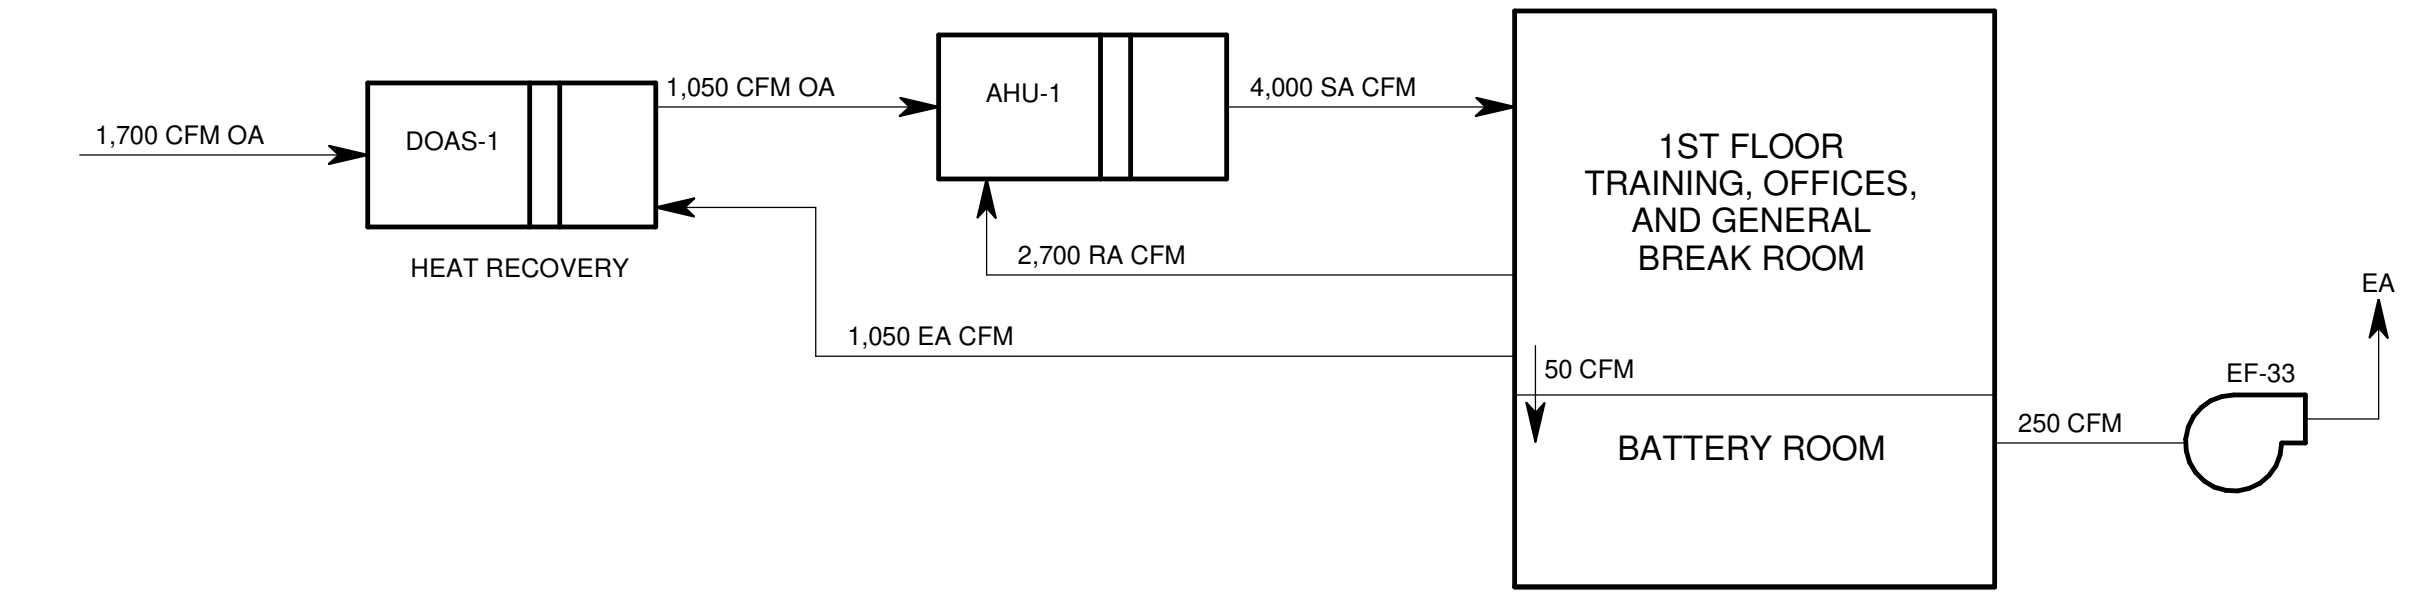 1,700 CFM OA
DOAS-1
HEAT RECOVERY
1,050 CFM OA
AHU-1
4,000 SA CFM
2,700 RA CFM
1,050 EA CFM
1ST FLOOR
TRAINING, OFFICES,
AND GENERAL
BREAK ROOM
50 CFM
BATTERY ROOM
250 CFM
EF-33
EA